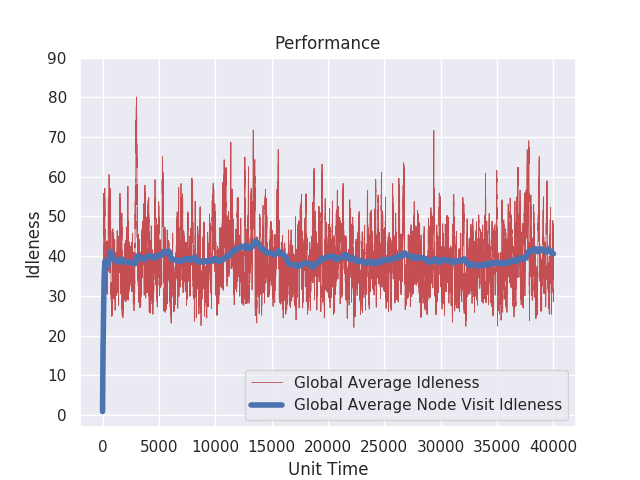 Performance
90
80
70
60
50
40
30
20
10
0
Idleness
Global Average Idleness
Global Average Node Visit Idleness
0 5000 10000 15000 20000 25000 30000 35000 40000
Unit Time